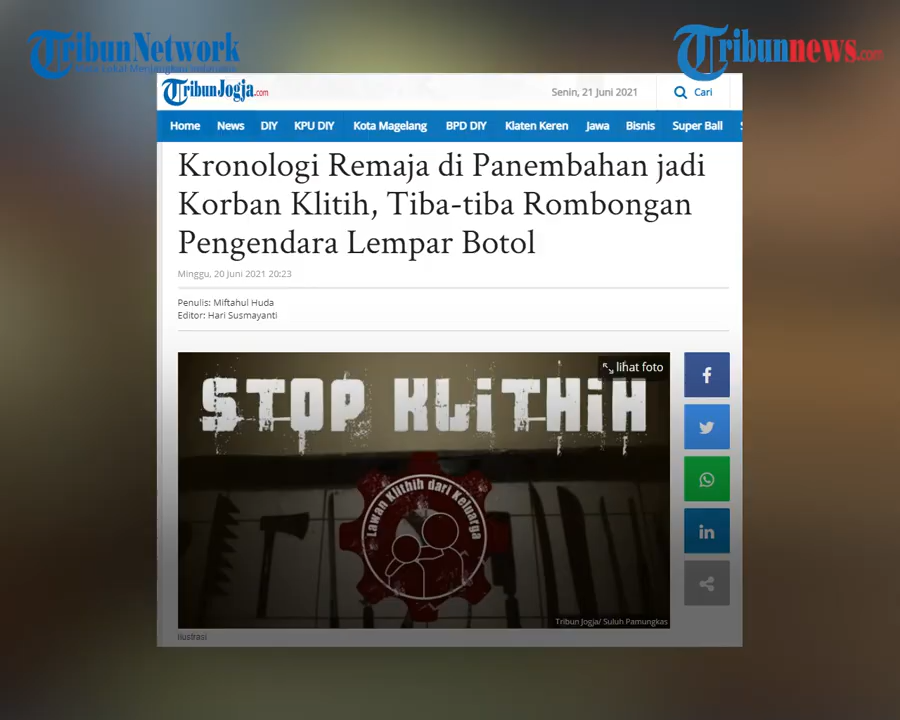 TribunNetwork
Tribunnews.com
TribunJogja.com
Senin, 21 Juni 2021
Cari
Home News DIY KPU DIY Kota Magelang BPD DIY Klaten Keren Jawa Bisnis Super Ball
Kronologi Remaja di Panembahan jadi
Korban Klitih, Tiba-tiba Rombongan
Pengendara Lempar Botol
Minggu, 20 Juni 2021 20:23
Penulis: Miftahul Huda
Editor: Hari Susmayanti
lihat foto
STOP KLiTHiH
Lawan Klithih dari Keluarga
Tribun Jogja/ Suluh Pamungkas
Ilustrasi